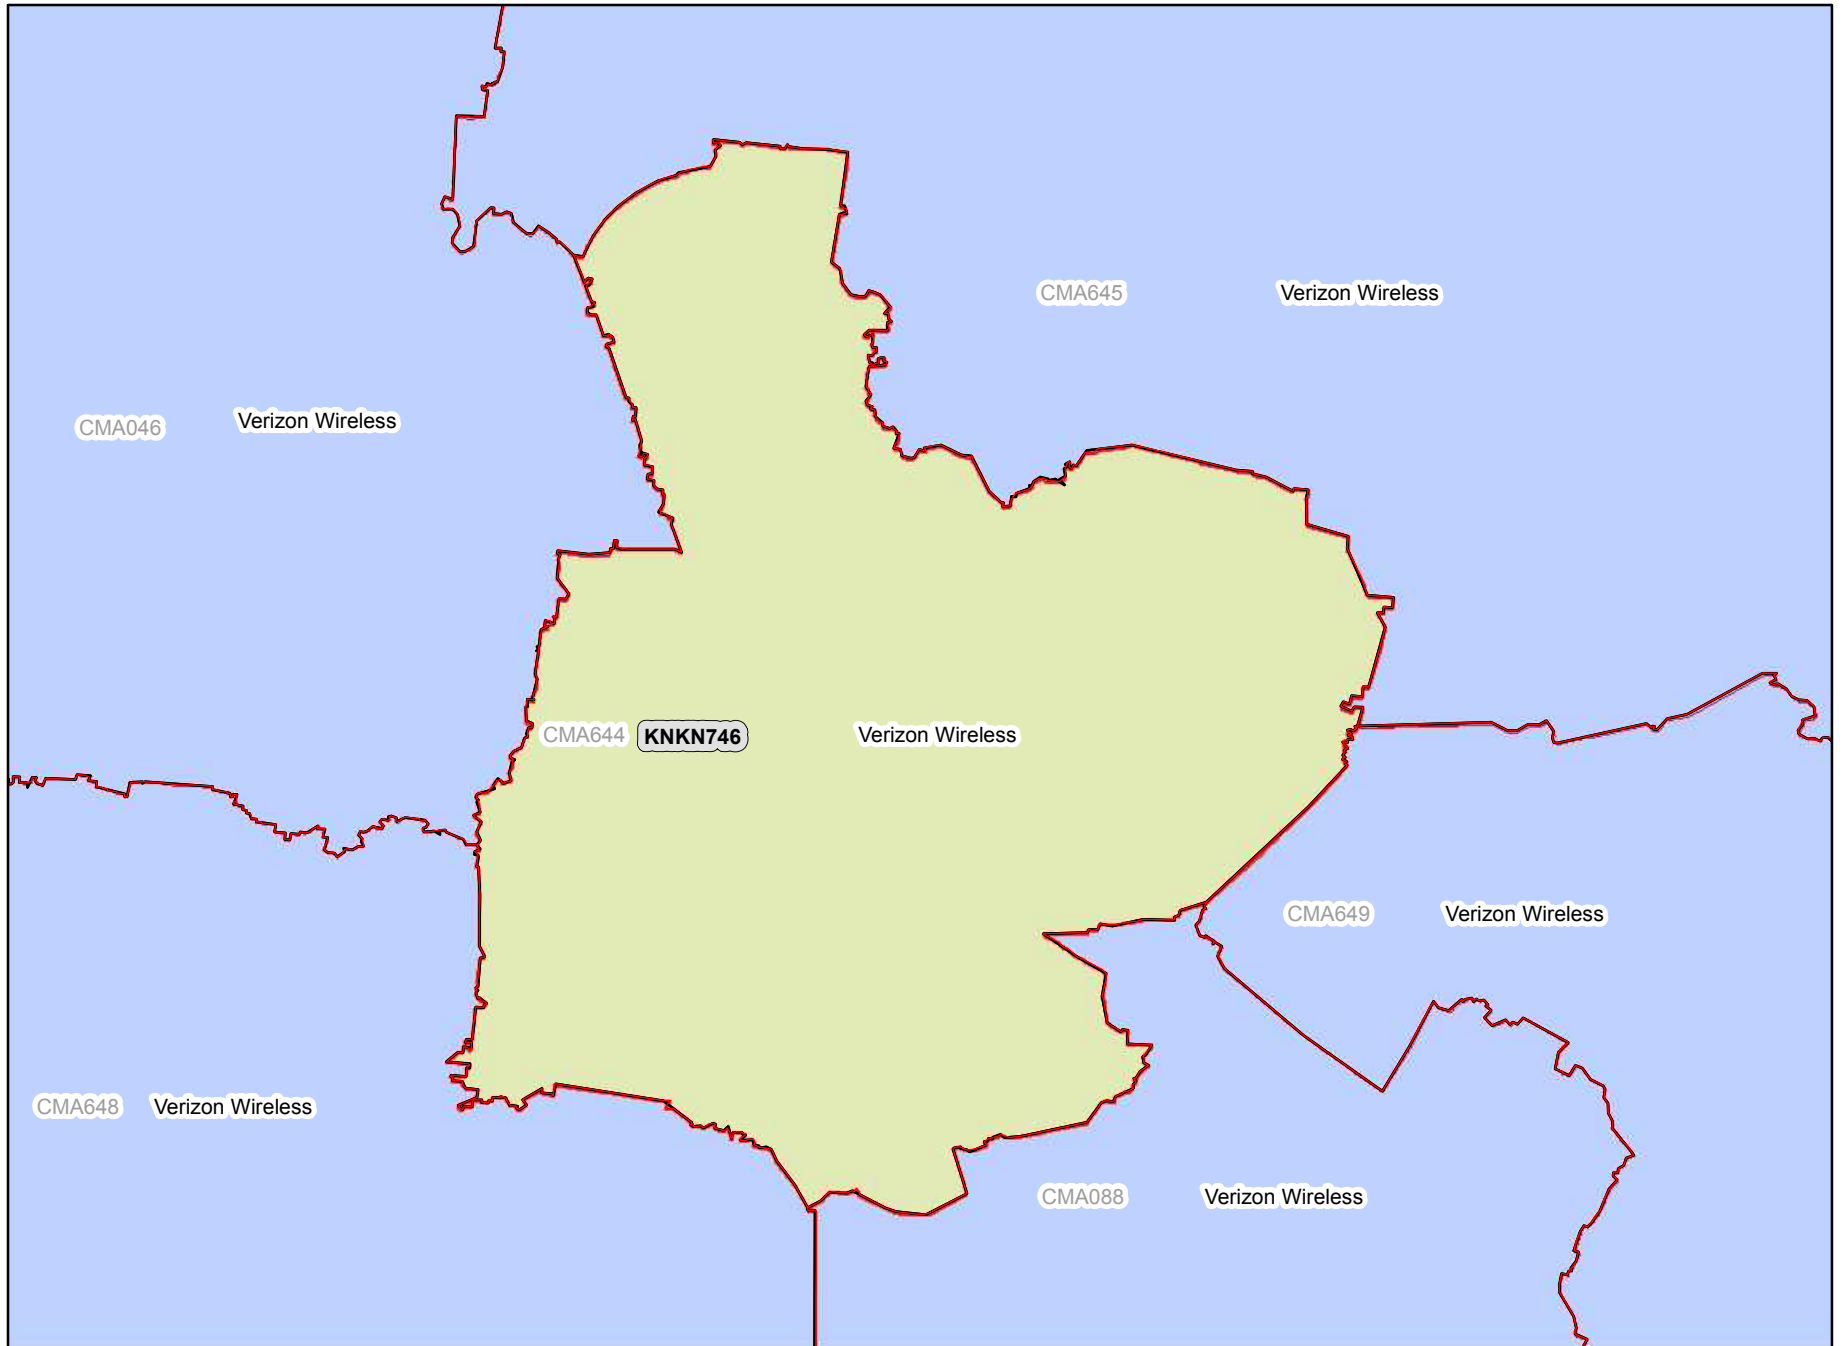 CMA645 Verizon Wireless
CMA046 Verizon Wireless
CMA644 KNKN746 Verizon Wireless
CMA649 Verizon Wireless
CMA648 Verizon Wireless
CMA088 Verizon Wireless